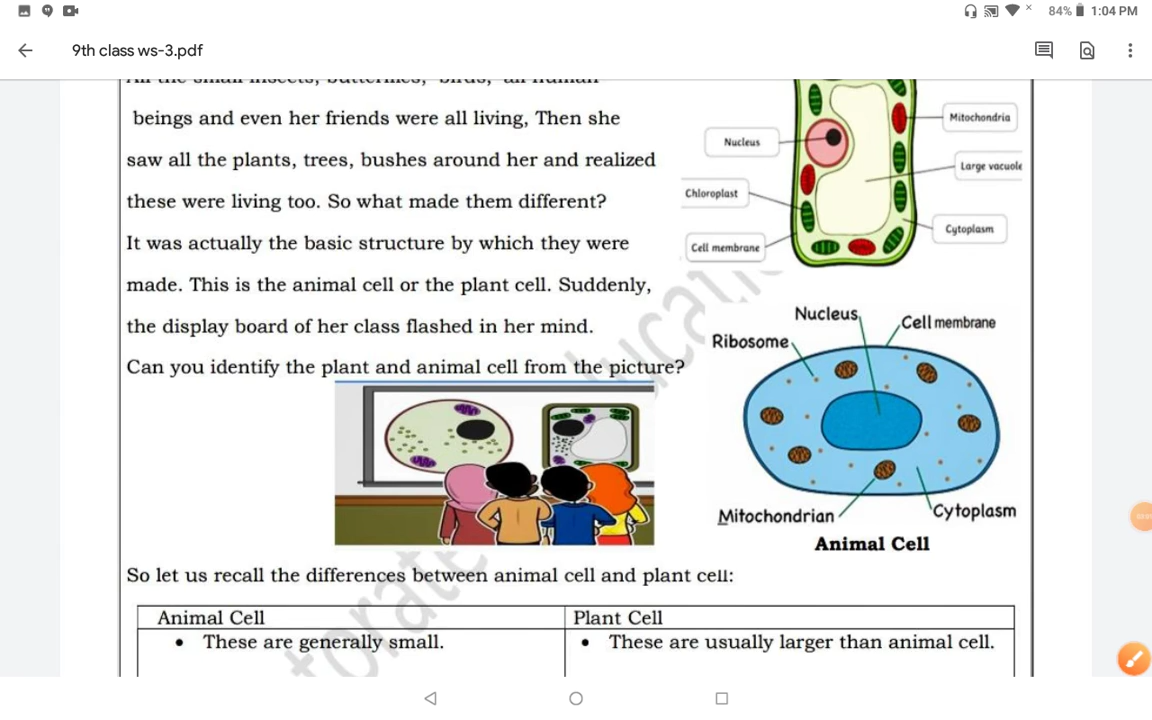 84% 1:04 PM
9th class ws-3.pdf
beings and even her friends were all living, Then she
saw all the plants, trees, bushes around her and realized
these were living too. So what made them different?
It was actually the basic structure by which they were
made. This is the animal cell or the plant cell. Suddenly,
the display board of her class flashed in her mind.
Can you identify the plant and animal cell from the picture?
Mitochondria
Nucleus
Large vacuole
Chloroplast
Cytoplasm
Cell membrane
Nucleus
Cell membrane
Ribosome
Mitochondrian
Cytoplasm
Animal Cell
So let us recall the differences between animal cell and plant cell:
Animal Cell
Plant Cell
• These are generally small.
• These are usually larger than animal cell.